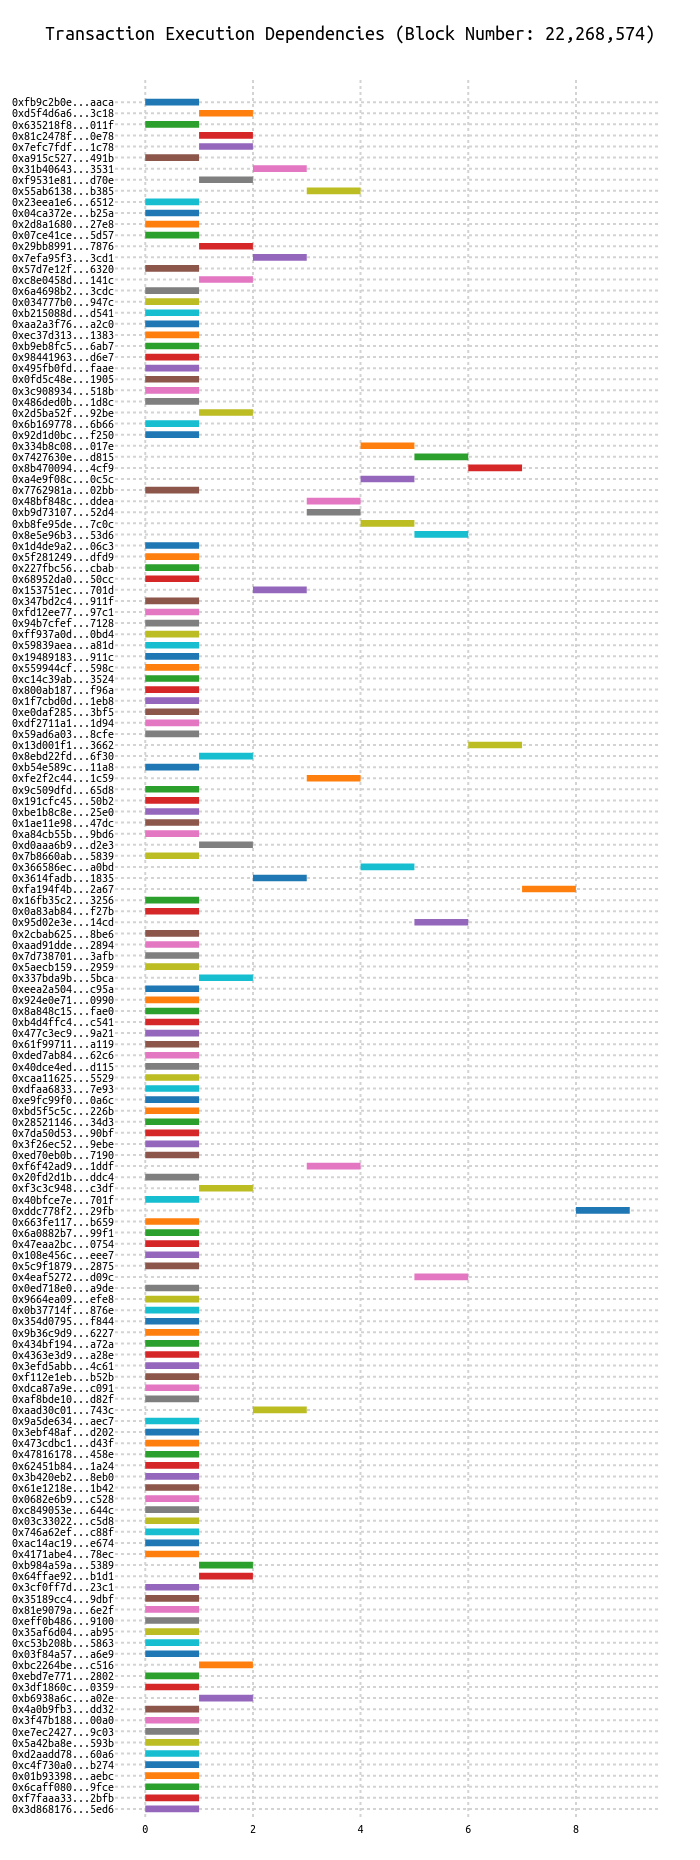 Transaction Execution Dependencies (Block Number: 22,268,574)
0xfb9c2b0e...aaca
0xd5f4d6a6...3c18
0x635218f8...011f
0x81c2478f...0e78
0x7efc7fdf...1c78
0xa915c527...491b
0x31b40643...3531
0xf9531e81...d70e
0x55ab6138...b385
0x23eea1e6...6512
0x04ca372e...b25a
0x2d8a1680...27e8
0x07ce41ce...5d57
0x29bb8991...7876
0x7efa95f3...3cd1
0x57d7e12f...6320
0xc8e0458d...141c
0x6a4698b2...3cdc
0x034777b0...947c
0xb215088d...d541
0xaa2a3f76...a2c0
0xec37d313...1383
0xb9eb8fc5...6ab7
0x98441963...d6e7
0x495fb0fd...faae
0x0fd5c48e...1905
0x3c908934...518b
0x486ded0b...1d8c
0x2d5ba52f...92be
0x6b169778...6b66
0x92d1d0bc...f250
0x334b8c08...017e
0x7427630e...d815
0x8b470094...4cf9
0xa4e9f08c...0c5c
0x7762981a...02bb
0x48bf848c...ddea
0xb9d73107...52d4
0xb8fe95de...7c0c
0x8e5e96b3...53d6
0x1d4de9a2...06c3
0x5f281249...dfd9
0x227fbc56...cbab
0x68952da0...50cc
0x153751ec...701d
0x347bd2c4...911f
0xfd12ee77...97c1
0x94b7cfef...7128
0xff937a0d...0bd4
0x59839aea...a81d
0x19489183...911c
0x559944cf...598c
0xc14c39ab...3524
0x800ab187...f96a
0x1f7cbd0d...1eb8
0xe0daf285...3bf5
0xdf2711a1...1d94
0x59ad6a03...8cfe
0x13d001f1...3662
0x8ebd22fd...6f30
0xb54e589c...11a8
0xfe2f2c44...1c59
0x9c509dfd...65d8
0x191cfc45...50b2
0xbe1b8c8e...25e0
0x1ae11e98...47dc
0xa84cb55b...9bd6
0xd0aaa6b9...d2e3
0x7b8660ab...5839
0x366586ec...a0bd
0x3614fadb...1835
0xfa194f4b...2a67
0x16fb35c2...3256
0x0a83ab84...f27b
0x95d02e3e...14cd
0x2cbab625...8be6
0xaad91dde...2894
0x7d738701...3afb
0x5aecb159...2959
0x337bda9b...5bca
0xeea2a504...c95a
0x924e0e71...0990
0x8a848c15...fae0
0xb4d4ffc4...c541
0x477c3ec9...9a21
0x61f99711...a119
0xded7ab84...62c6
0x40dce4ed...d115
0xcaa11625...5529
0xdfaa6833...7e93
0xe9fc99f0...0a6c
0xbd5f5c5c...226b
0x28521146...34d3
0x7da50d53...90bf
0x3f26ec52...9ebe
0xed70eb0b...7190
0xf6f42ad9...1ddf
0x20fd2d1b...ddc4
0xf3c3c948...c3df
0x40bfce7e...701f
0xddc778f2...29fb
0x663fe117...b659
0x6a0882b7...99f1
0x47eaa2bc...0754
0x108e456c...eee7
0x5c9f1879...2875
0x4eaf5272...d09c
0x0ed718e0...a9de
0x9664ea09...efe8
0x0b37714f...876e
0x354d0795...f844
0x9b36c9d9...6227
0x434bf194...a72a
0x4363e3d9...a28e
0x3efd5abb...4c61
0xf112e1eb...b52b
0xdca87a9e...c091
0xaf8bde10...d82f
0xaad30c01...743c
0x9a5de634...aec7
0x3ebf48af...d202
0x473cdbc1...d43f
0x47816178...458e
0x62451b84...1a24
0x3b420eb2...8eb0
0x61e1218e...1b42
0x0682e6b9...c528
0xc849053e...644c
0x03c33022...c5d8
0x746a62ef...c88f
0xac14ac19...e674
0x4171abe4...78ec
0xb984a59a...5389
0x64ffae92...b1d1
0x3cf0ff7d...23c1
0x35189cc4...9dbf
0x81e9079a...6e2f
0xeff0b486...9100
0x35af6d04...ab95
0xc53b208b...5863
0x03f84a57...a6e9
0xbc2264be...c516
0xebd7e771...2802
0x3df1860c...0359
0xb6938a6c...a02e
0x4a0b9fb3...dd32
0x3f47b188...00a0
0xe7ec2427...9c03
0x5a42ba8e...593b
0xd2aadd78...60a6
0xc4f730a0...b274
0x01b93398...aebc
0x6caff080...9fce
0xf7faaa33...2bfb
0x3d868176...5ed6
0 2 4 6 8